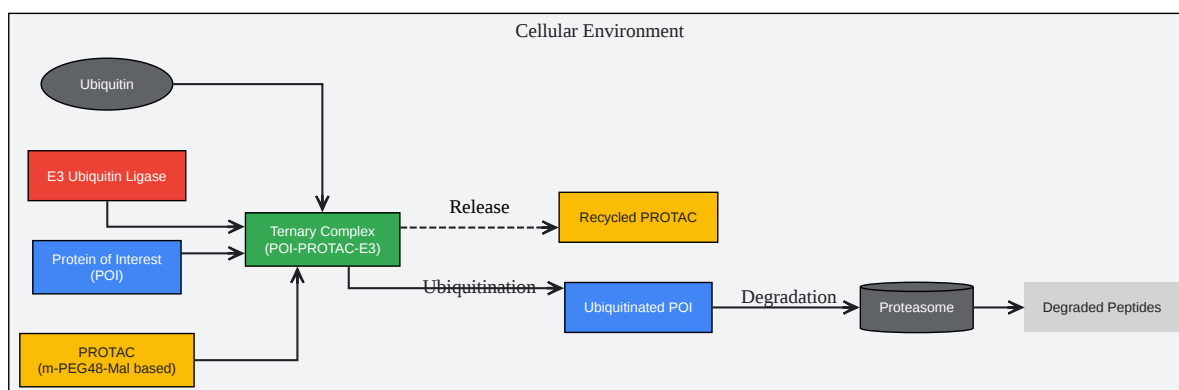 Cellular Environment
Ubiquitin
E3 Ubiquitin Ligase
Protein of Interest
(POI)
PROTAC
(m-PEG48-Mal based)
Ternary Complex
(POI-PROTAC-E3)
Release
Recycled PROTAC
Ubiquitination
Ubiquitinated POI
Degradation
Proteasome
Degraded Peptides